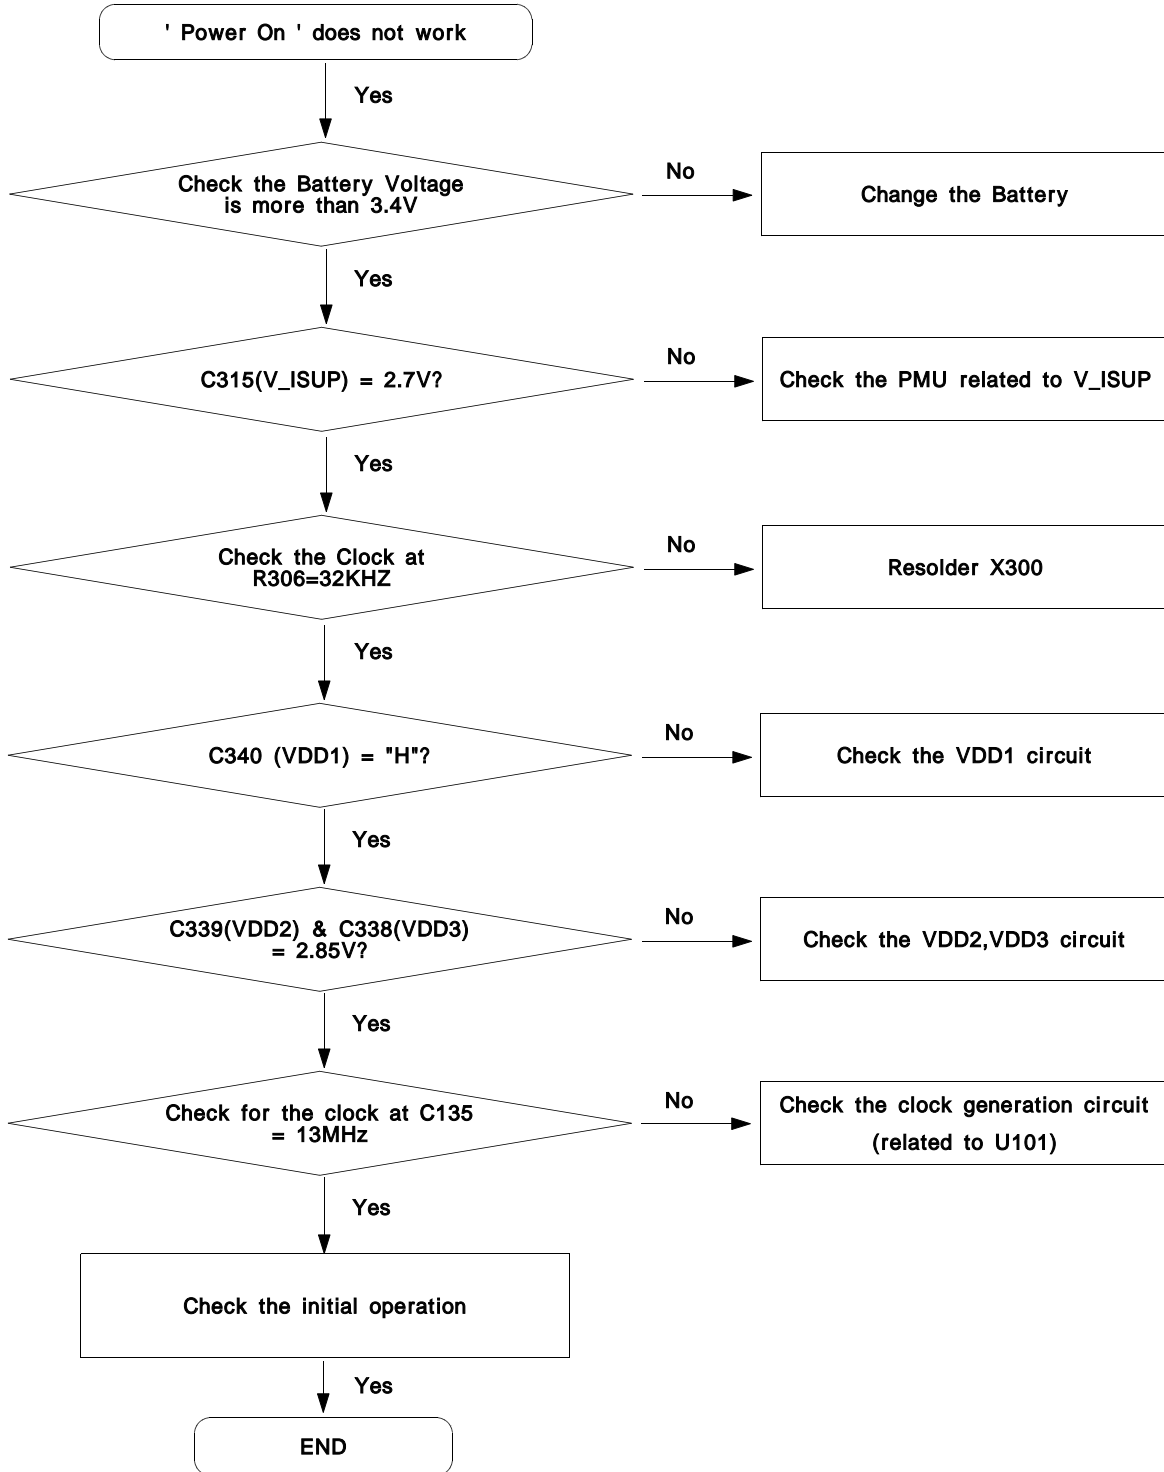 ' Power On ' does not work
Yes
Check the Battery Voltage
is more than 3.4V
No
Change the Battery
Yes
C315(V_ISUP) = 2.7V?
No
Check the PMU related to V_ISUP
Yes
Check the Clock at
R306=32KHZ
No
Resolder X300
Yes
C340 (VDD1) = "H"?
No
Check the VDD1 circuit
Yes
C339(VDD2) & C338(VDD3)
= 2.85V?
No
Check the VDD2,VDD3 circuit
Yes
Check for the clock at C135
= 13MHz
No
Check the clock generation circuit
(related to U101)
Yes
Check the initial operation
Yes
END